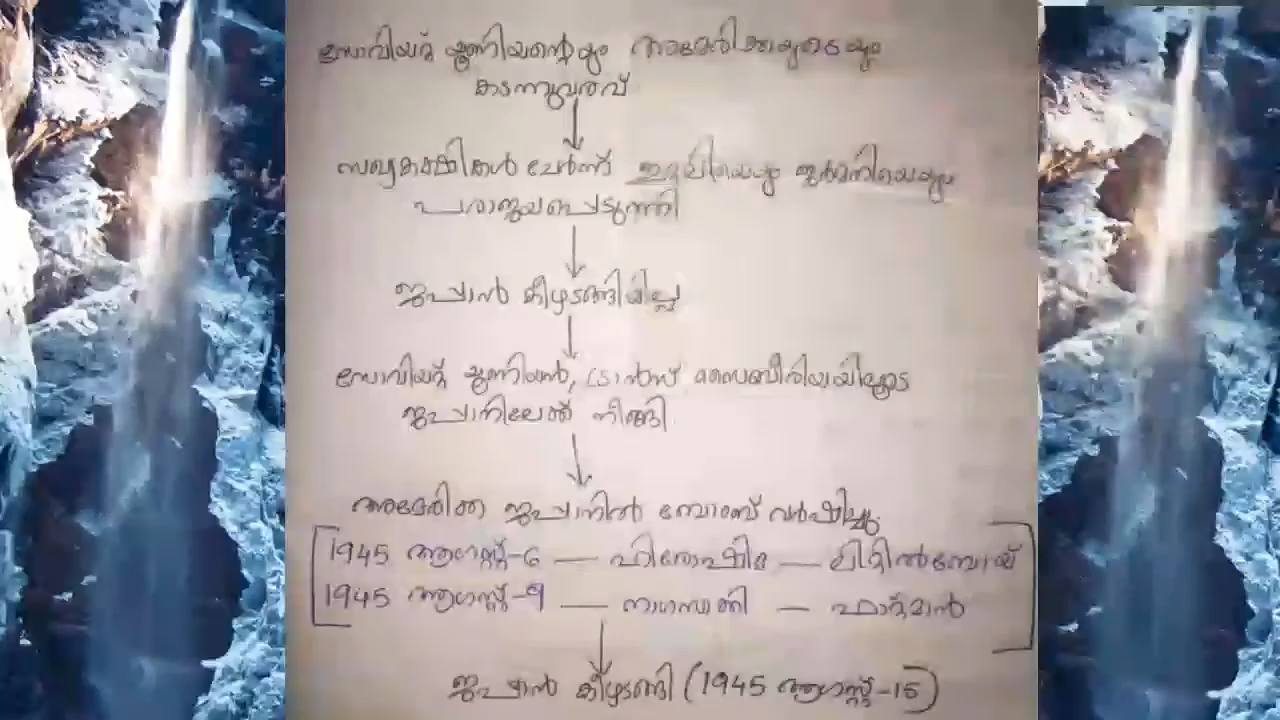 സോവിയറ്റ് യൂണിയന്റെയും അമേരിക്കയുടെയും
കടന്നുവരവ്
സഖ്യകക്ഷികൾ ചേർന്ന് ഇറ്റലിയെയും ജർമനിയെയും
പരാജയപ്പെടുത്തി
ജപ്പാൻ കീഴടങ്ങിയില്ല
സോവിയറ്റ് യൂണിയൻ, ട്രാൻസ് സൈബീരിയയിലൂടെ
ജപ്പാനിലേക്ക് നീങ്ങി
അമേരിക്ക ജപ്പാനിൽ ബോംബ് വർഷിച്ചു
1945 ആഗസ്റ്റ്-6 — ഹിരോഷിമ — ലിറ്റിൽബോയ്
1945 ആഗസ്റ്റ്-9 — നാഗസാക്കി — ഫാറ്റ്മാൻ
ജപ്പാൻ കീഴടങ്ങി (1945 ആഗസ്റ്റ്-15)